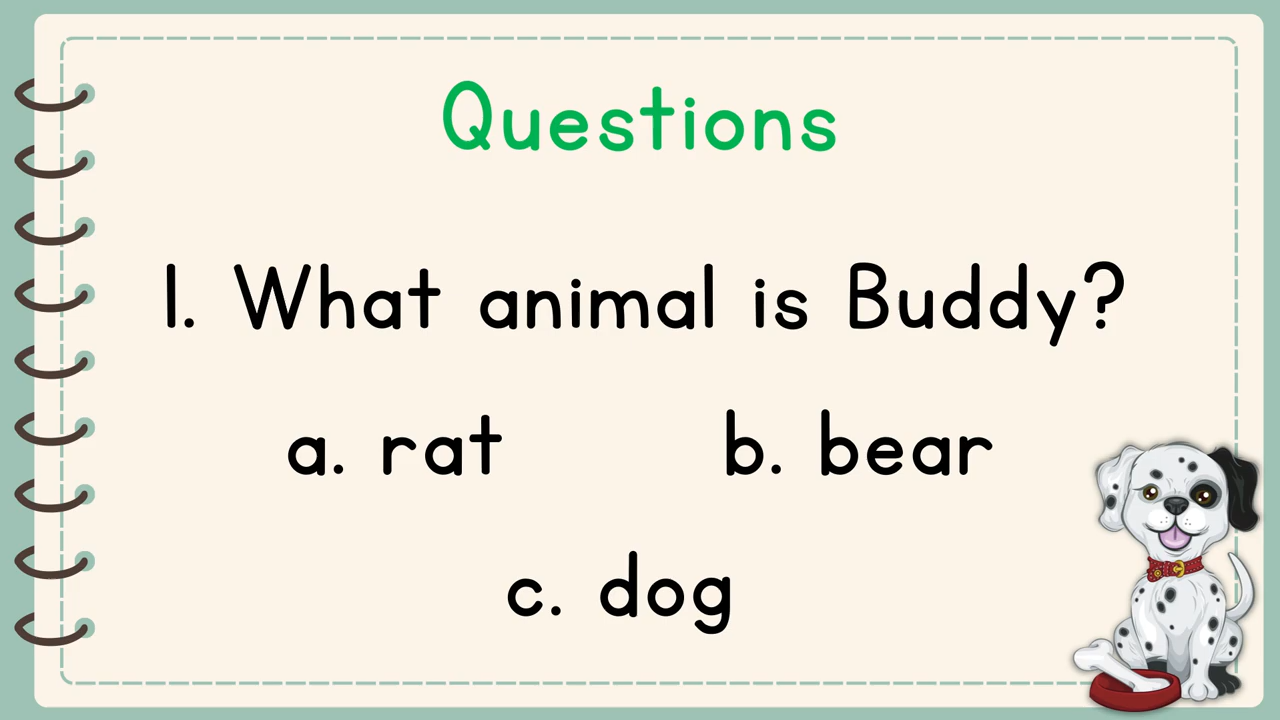 Questions
1. What animal is Buddy?
a. rat b. bear
c. dog